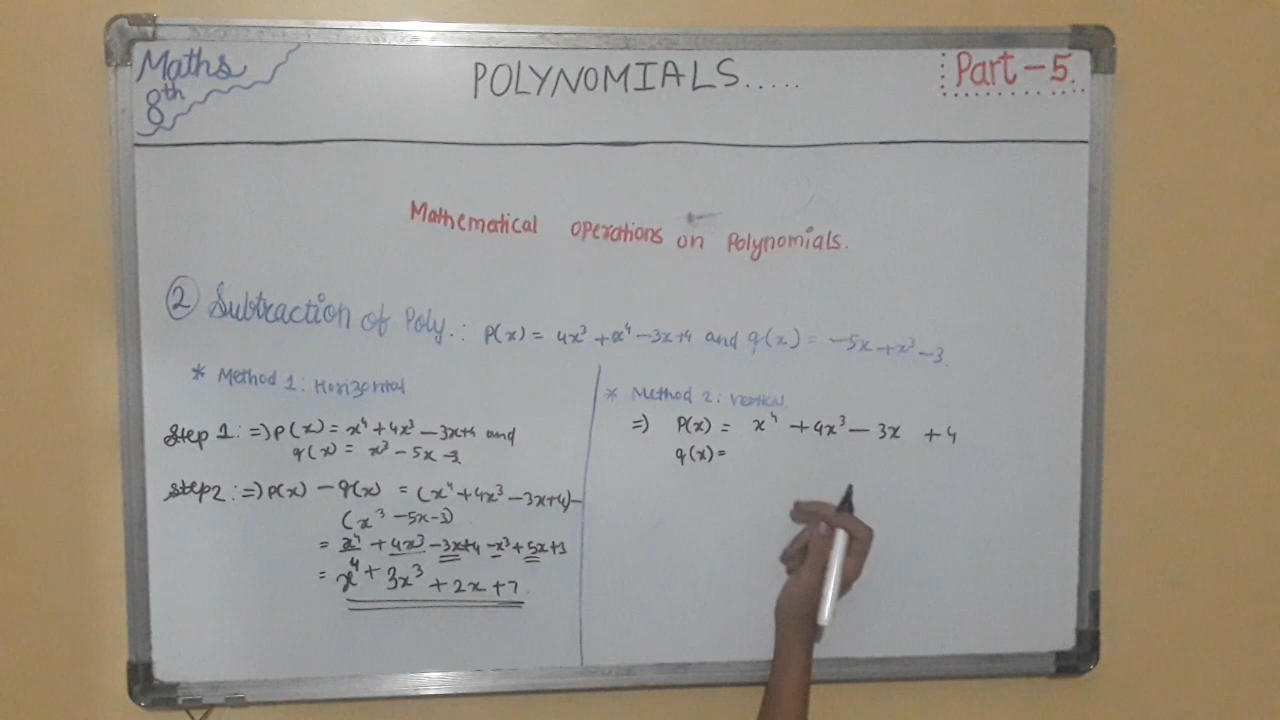 Maths
8th
POLYNOMIALS.....
Part-5
Mathematical operations on Polynomials.
② Subtraction of Poly.: P(x) = 4x³ + x⁴ - 3x + 4 and q(x) = -5x + x³ - 3.
* Method 1: Horizontal
Step 1: => P(x) = x⁴ + 4x³ - 3x + 4 and
q(x) = x³ - 5x - 3
Step 2: => P(x) - q(x) = (x⁴ + 4x³ - 3x + 4) -
(x³ - 5x - 3)
= x⁴ + 4x³ - 3x + 4 - x³ + 5x + 3
= x⁴ + 3x³ + 2x + 7
* Method 2: Vertical
=> P(x) = x⁴ + 4x³ - 3x + 4
q(x) =